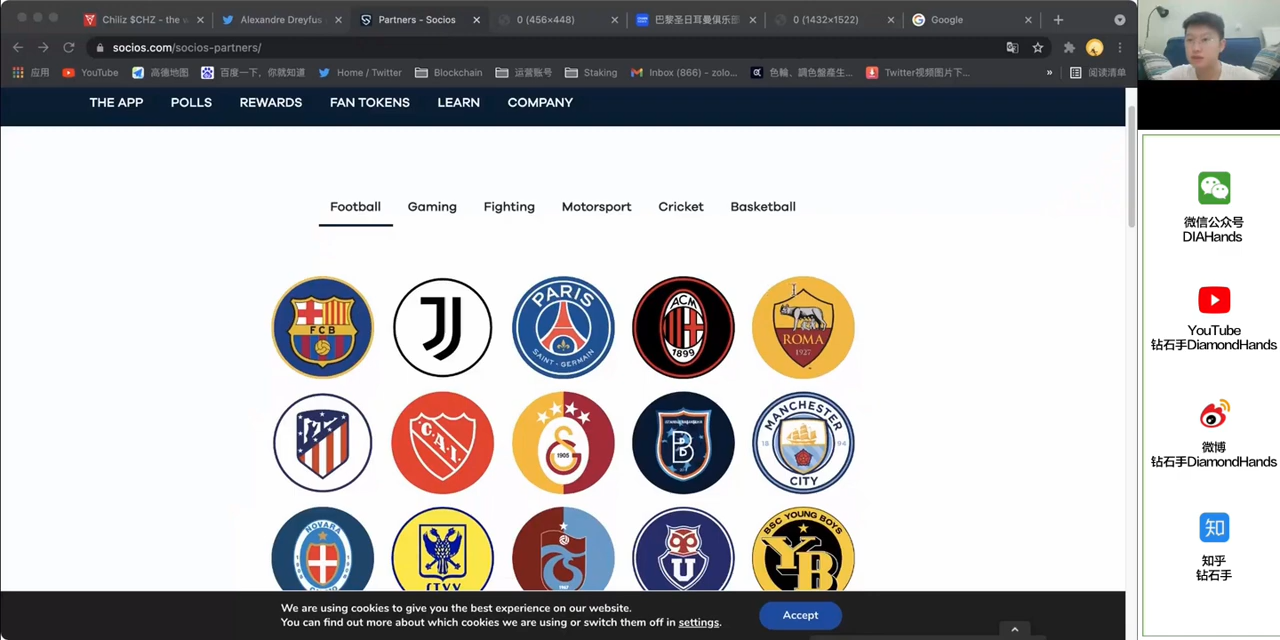 Chiliz $CHZ - the w
Alexandre Dreyfus
Partners - Socios
0 (456×448)
巴黎圣日耳曼俱乐部
0 (1432×1522)
Google
socios.com/socios-partners/
应用
YouTube
高德地图
百度一下，你就知道
Home / Twitter
Blockchain
运营账号
Staking
Inbox (866) - zolo...
色輪、調色盤產生...
Twitter视频图片下...
»
阅读清单
THE APP
POLLS
REWARDS
FAN TOKENS
LEARN
COMPANY
Football
Gaming
Fighting
Motorsport
Cricket
Basketball
FCB
PARIS
SAINT-GERMAIN
ACM
1899
ROMA
1927
C.A.I.
1905
B
MANCHESTER
18 94
CITY
NOVARA
STVV
1967
U
BSC YOUNG BOYS
YB
We are using cookies to give you the best experience on our website.
You can find out more about which cookies we are using or switch them off in settings.
Accept
微信公众号
DIAHands
YouTube
钻石手DiamondHands
微博
钻石手DiamondHands
知
知乎
钻石手